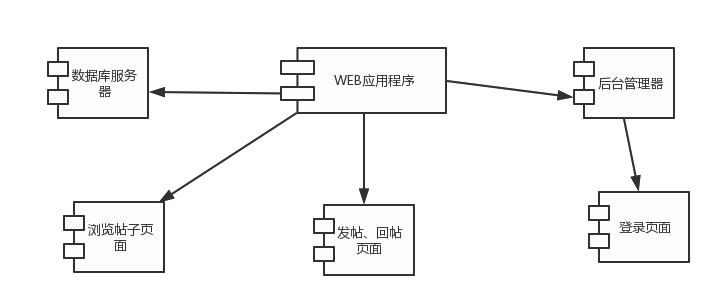 数据库服务
器
WEB应用程序
后台管理器
浏览帖子页
面
发帖、回帖
页面
登录页面